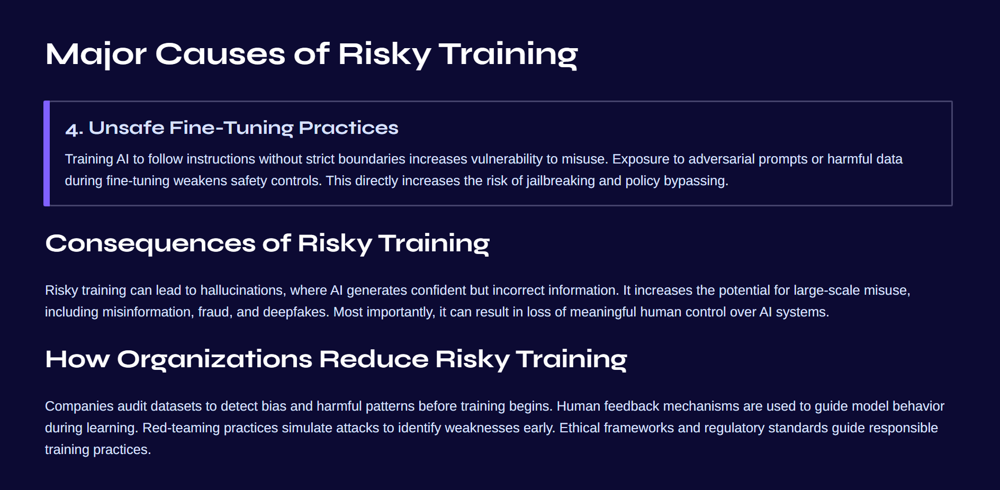 Major Causes of Risky Training
4. Unsafe Fine-Tuning Practices
Training AI to follow instructions without strict boundaries increases vulnerability to misuse. Exposure to adversarial prompts or harmful data
during fine-tuning weakens safety controls. This directly increases the risk of jailbreaking and policy bypassing.
Consequences of Risky Training
Risky training can lead to hallucinations, where AI generates confident but incorrect information. It increases the potential for large-scale misuse,
including misinformation, fraud, and deepfakes. Most importantly, it can result in loss of meaningful human control over AI systems.
How Organizations Reduce Risky Training
Companies audit datasets to detect bias and harmful patterns before training begins. Human feedback mechanisms are used to guide model behavior
during learning. Red-teaming practices simulate attacks to identify weaknesses early. Ethical frameworks and regulatory standards guide responsible
training practices.